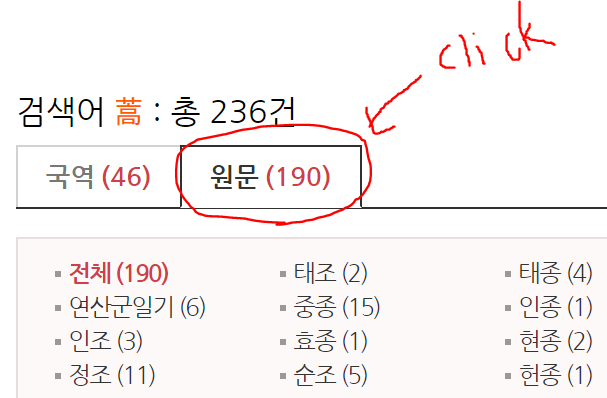 click
검색어 蒿 : 총 236건
국역 (46) 원문 (190)
전체 (190) 태조 (2) 태종 (4)
연산군일기 (6) 중종 (15) 인종 (1)
인조 (3) 효종 (1) 현종 (2)
정조 (11) 순조 (5) 헌종 (1)